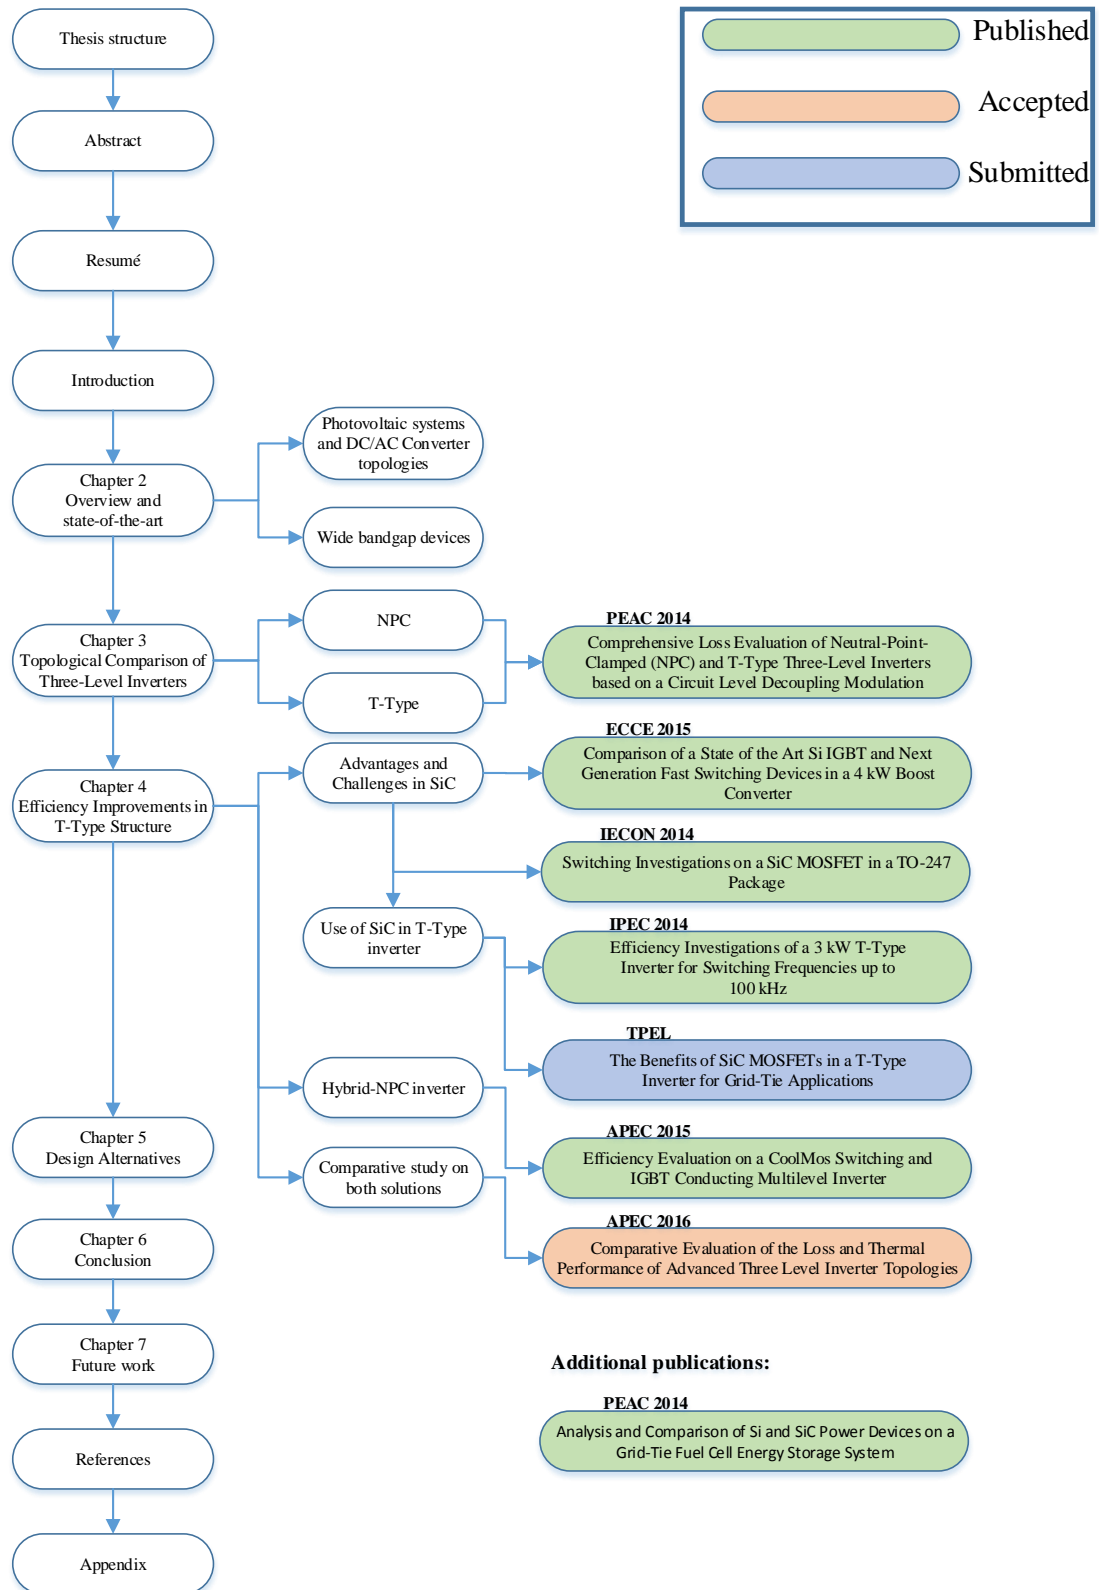 Thesis structure
Abstract
Resumé
Introduction
Chapter 2
Overview and
state-of-the-art
Chapter 3
Topological Comparison of
Three-Level Inverters
Chapter 4
Efficiency Improvements in
T-Type Structure
Chapter 5
Design Alternatives
Chapter 6
Conclusion
Chapter 7
Future work
References
Appendix
Photovoltaic systems
and DC/AC Converter
topologies
Wide bandgap devices
NPC
T-Type
Advantages and
Challenges in SiC
Use of SiC in T-Type
inverter
Hybrid-NPC inverter
Comparative study on
both solutions
Published
Accepted
Submitted
PEAC 2014
Comprehensive Loss Evaluation of Neutral-Point-
Clamped (NPC) and T-Type Three-Level Inverters
based on a Circuit Level Decoupling Modulation
ECCE 2015
Comparison of a State of the Art Si IGBT and Next
Generation Fast Switching Devices in a 4 kW Boost
Converter
IECON 2014
Switching Investigations on a SiC MOSFET in a TO-247
Package
IPEC 2014
Efficiency Investigations of a 3 kW T-Type
Inverter for Switching Frequencies up to
100 kHz
TPEL
The Benefits of SiC MOSFETs in a T-Type
Inverter for Grid-Tie Applications
APEC 2015
Efficiency Evaluation on a CoolMos Switching and
IGBT Conducting Multilevel Inverter
APEC 2016
Comparative Evaluation of the Loss and Thermal
Performance of Advanced Three Level Inverter Topologies
Additional publications:
PEAC 2014
Analysis and Comparison of Si and SiC Power Devices on a
Grid-Tie Fuel Cell Energy Storage System